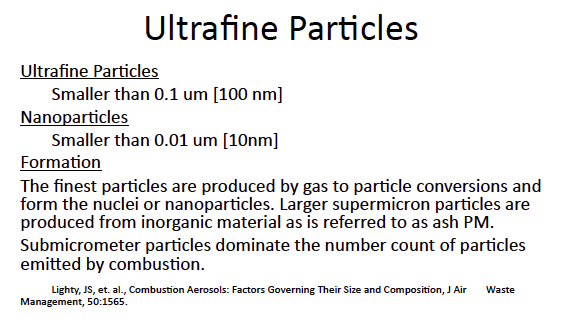 Ultrafine Particles
Ultrafine Particles
Smaller than 0.1 um [100 nm]
Nanoparticles
Smaller than 0.01 um [10nm]
Formation
The finest particles are produced by gas to particle conversions and
form the nuclei or nanoparticles. Larger supermicron particles are
produced from inorganic material as is referred to as ash PM.
Submicrometer particles dominate the number count of particles
emitted by combustion.
Lighty, JS, et. al., Combustion Aerosols: Factors Governing Their Size and Composition, J Air Waste
Management, 50:1565.